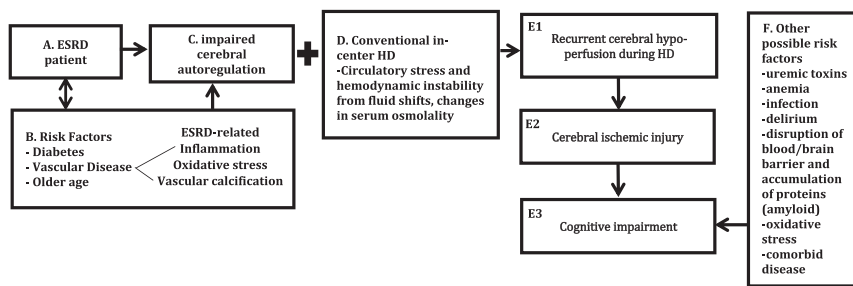 A. ESRD
patient
C. impaired
cerebral
autoregulation
D. Conventional in-
center HD
-Circulatory stress and
hemodynamic instability
from fluid shifts, changes
in serum osmolality
E1
Recurrent cerebral hypo-
perfusion during HD
E2
Cerebral ischemic injury
E3
Cognitive impairment
F. Other
possible risk
factors
-uremic toxins
-anemia
-infection
-delirium
-disruption of
blood/brain
barrier and
accumulation of
proteins
(amyloid)
-oxidative
stress
-comorbid
disease
B. Risk Factors
- Diabetes
- Vascular Disease
- Older age
ESRD-related
Inflammation
Oxidative stress
Vascular calcification